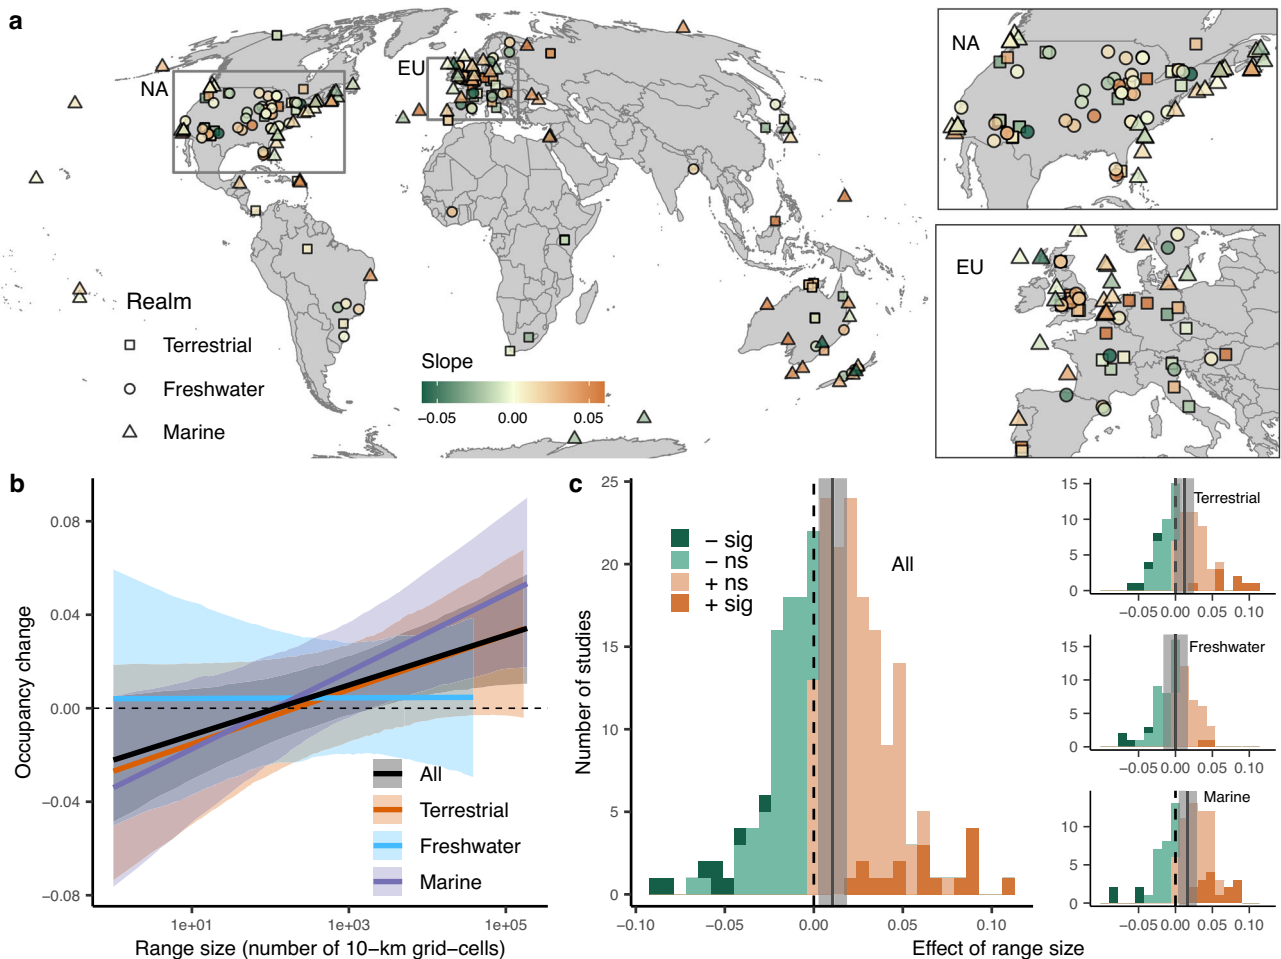 a
NA
EU
Realm
Terrestrial
Freshwater
Marine
Slope
−0.05 0.00 0.05
NA
EU
b
Occupancy change
0.08
0.04
0.00
−0.04
−0.08
1e+01 1e+03 1e+05
Range size (number of 10−km grid−cells)
All
Terrestrial
Freshwater
Marine
c
Number of studies
25
20
15
10
5
0
−0.10 −0.05 0.00 0.05 0.10
Effect of range size
− sig
− ns
+ ns
+ sig
All
Terrestrial
15
10
5
0
−0.05 0.00 0.05 0.10
Freshwater
15
10
5
0
−0.05 0.00 0.05 0.10
Marine
10
5
0
−0.05 0.00 0.05 0.10